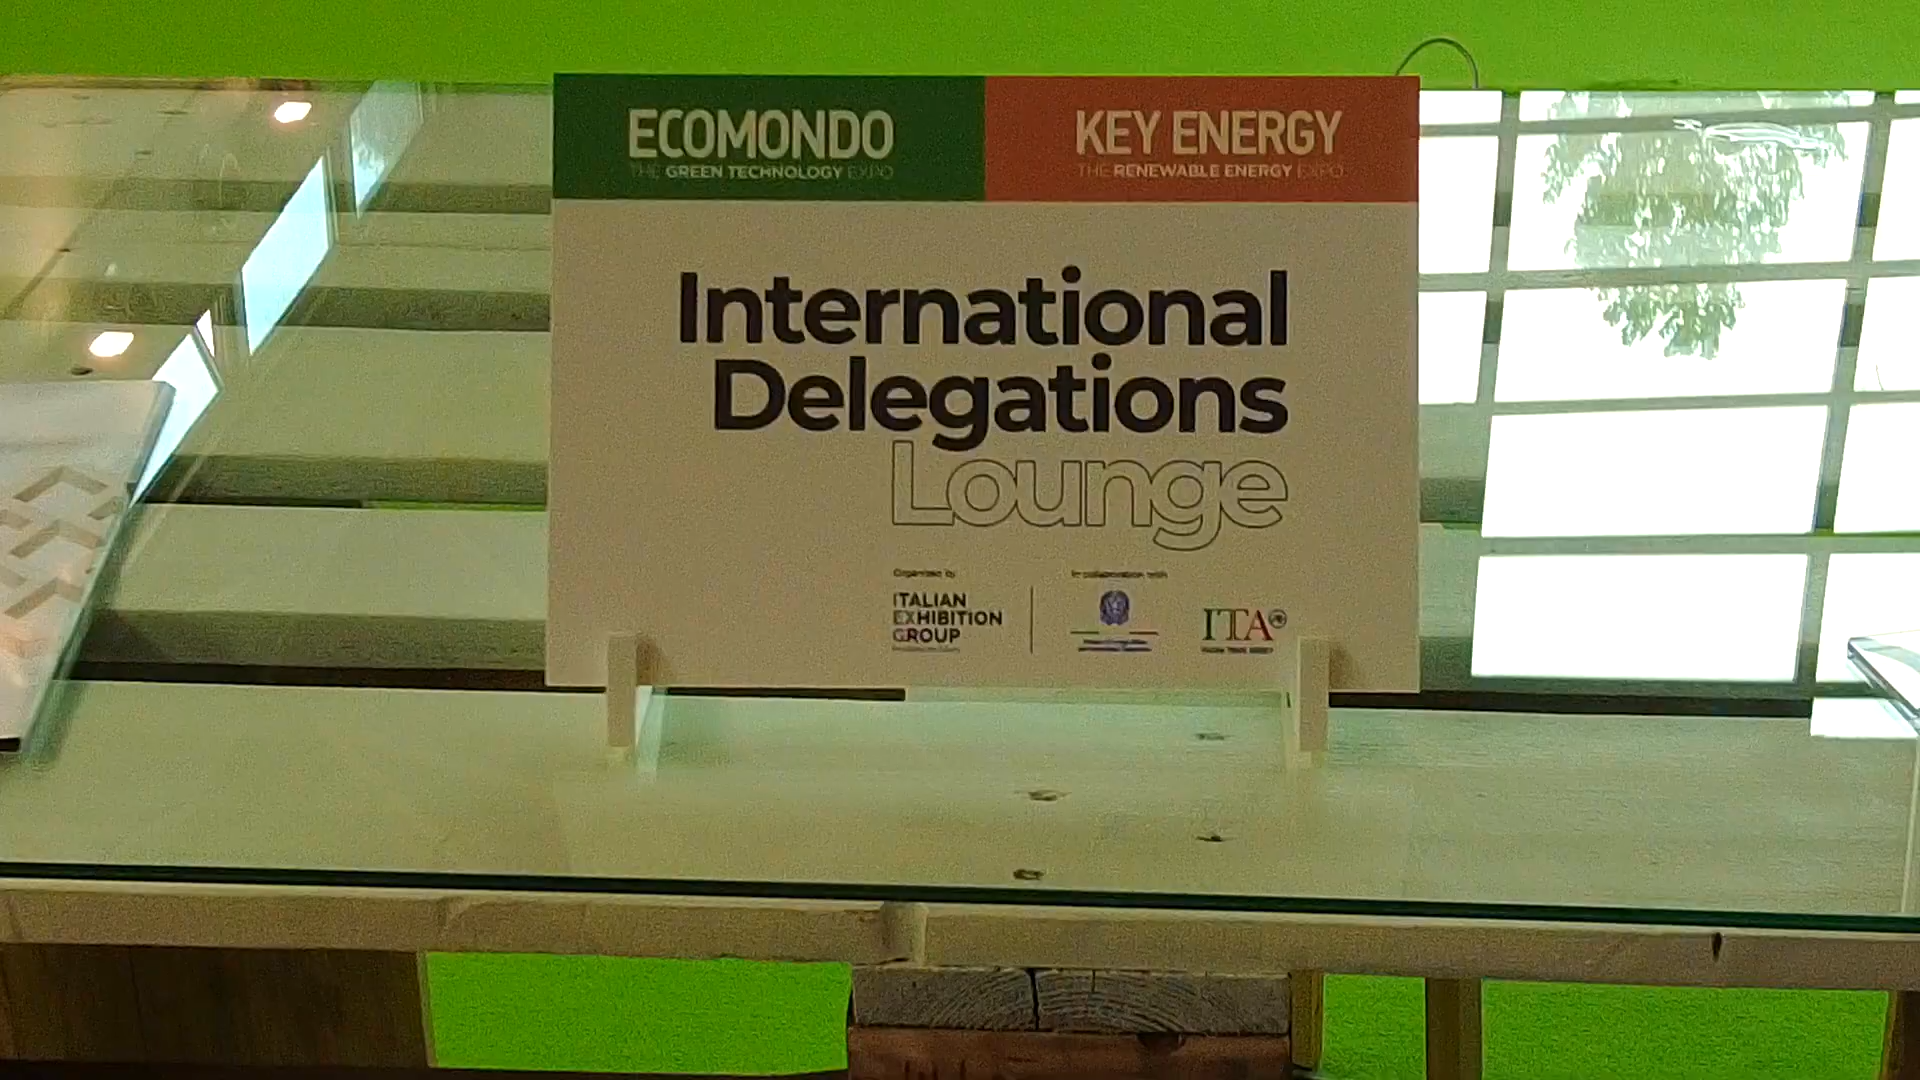 ECOMONDO
THE GREEN TECHNOLOGY EXPO
KEY ENERGY
THE RENEWABLE ENERGY EXPO
International
Delegations
Lounge
Organized by
In collaboration with
ITALIAN
EXHIBITION
GROUP
ITA